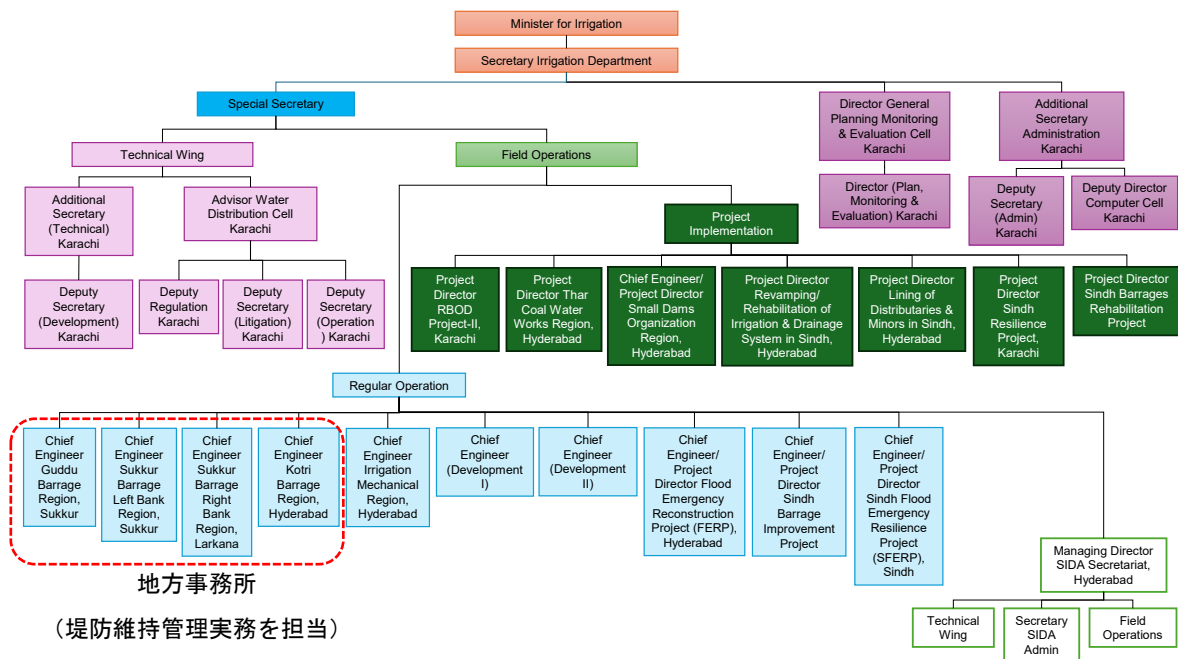 Minister for Irrigation
Secretary Irrigation Department
Special Secretary
Director General
Planning Monitoring
& Evaluation Cell
Karachi
Additional
Secretary
Administration
Karachi
Technical Wing
Field Operations
Additional
Secretary
(Technical)
Karachi
Advisor Water
Distribution Cell
Karachi
Director (Plan,
Monitoring &
Evaluation) Karachi
Deputy
Secretary
(Admin)
Karachi
Deputy Director
Computer Cell
Karachi
Project
Implementation
Deputy
Secretary
(Development)
Karachi
Deputy
Regulation
Karachi
Deputy
Secretary
(Litigation)
Karachi
Deputy
Secretary
(Operation
) Karachi
Project
Director
RBOD
Project-II,
Karachi
Project
Director Thar
Coal Water
Works Region,
Hyderabad
Chief Engineer/
Project Director
Small Dams
Organization
Region,
Hyderabad
Project Director
Revamping/
Rehabilitation of
Irrigation & Drainage
System in Sindh,
Hyderabad
Project Director
Lining of
Distributaries &
Minors in Sindh,
Hyderabad
Project
Director
Sindh
Resilience
Project,
Karachi
Project Director
Sindh Barrages
Rehabilitation
Project
Regular Operation
Chief
Engineer
Guddu
Barrage
Region,
Sukkur
Chief
Engineer
Sukkur
Barrage
Left Bank
Region,
Sukkur
Chief
Engineer
Sukkur
Barrage
Right
Bank
Region,
Larkana
Chief
Engineer
Kotri
Barrage
Region,
Hyderabad
Chief
Engineer
Irrigation
Mechanical
Region,
Hyderabad
Chief
Engineer
(Development
I)
Chief
Engineer
(Development
II)
Chief
Engineer/
Project
Director Flood
Emergency
Reconstruction
Project (FERP),
Hyderabad
Chief
Engineer/
Project
Director
Sindh
Barrage
Improvement
Project
Chief
Engineer/
Project
Director
Sindh Flood
Emergency
Resilience
Project
(SFERP),
Sindh
Managing Director
SIDA Secretariat,
Hyderabad
Technical
Wing
Secretary
SIDA
Admin
Field
Operations
地方事務所
（堤防維持管理実務を担当）